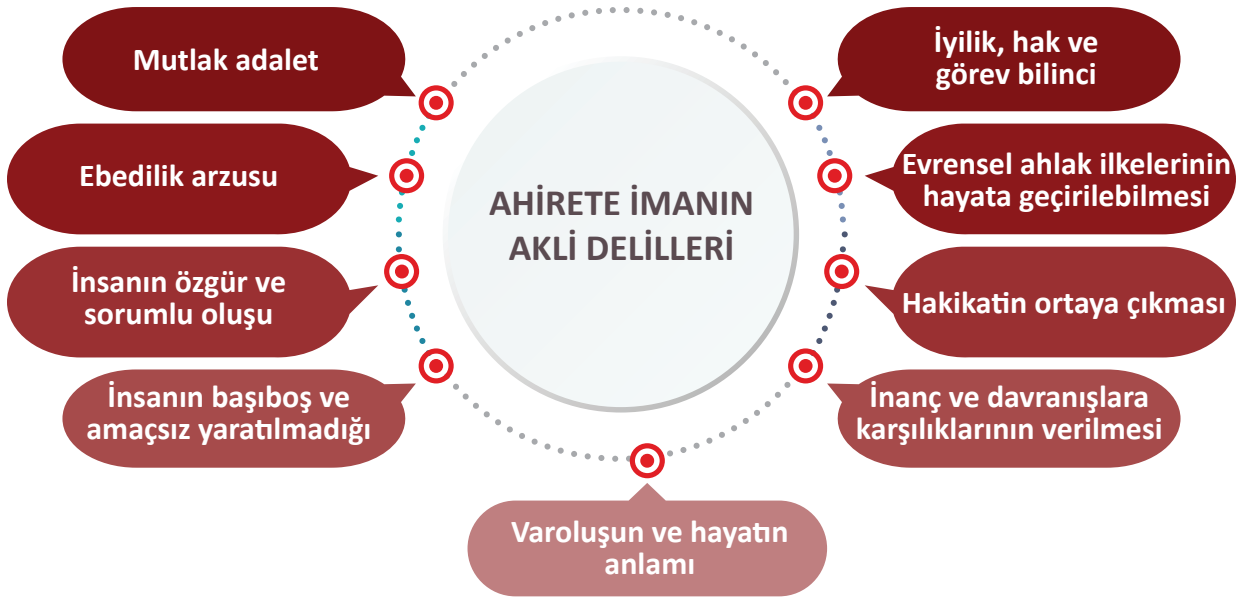 AHİRETE İMANIN
AKLİ DELİLLERİ
Mutlak adalet
Ebedilik arzusu
İnsanın özgür ve
sorumlu oluşu
İnsanın başıboş ve
amaçsız yaratılmadığı
Varoluşun ve hayatın
anlamı
İyilik, hak ve
görev bilinci
Evrensel ahlak ilkelerinin
hayata geçirilebilmesi
Hakikatin ortaya çıkması
İnanç ve davranışlara
karşılıklarının verilmesi